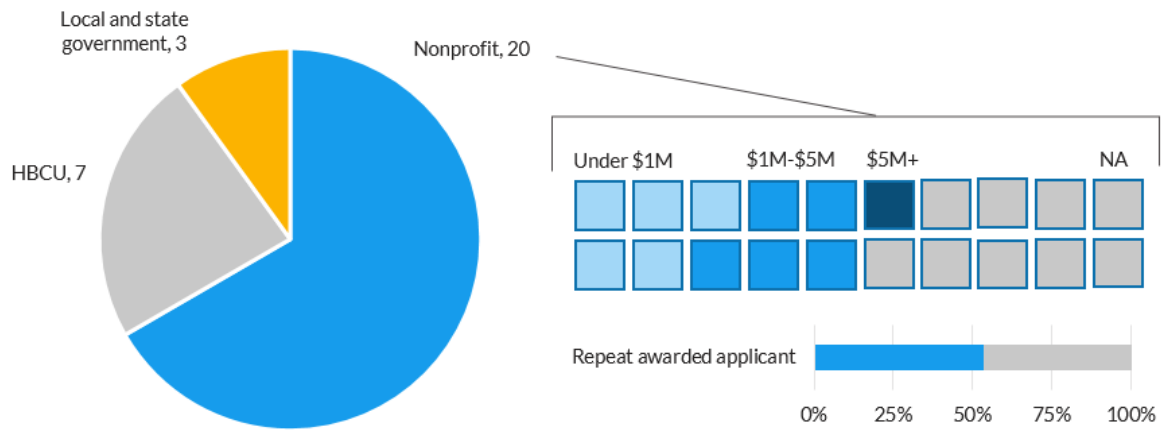 Local and state
government, 3
Nonprofit, 20
HBCU, 7
Under $1M
$1M-$5M
$5M+
NA
Repeat awarded applicant
0%
25%
50%
75%
100%